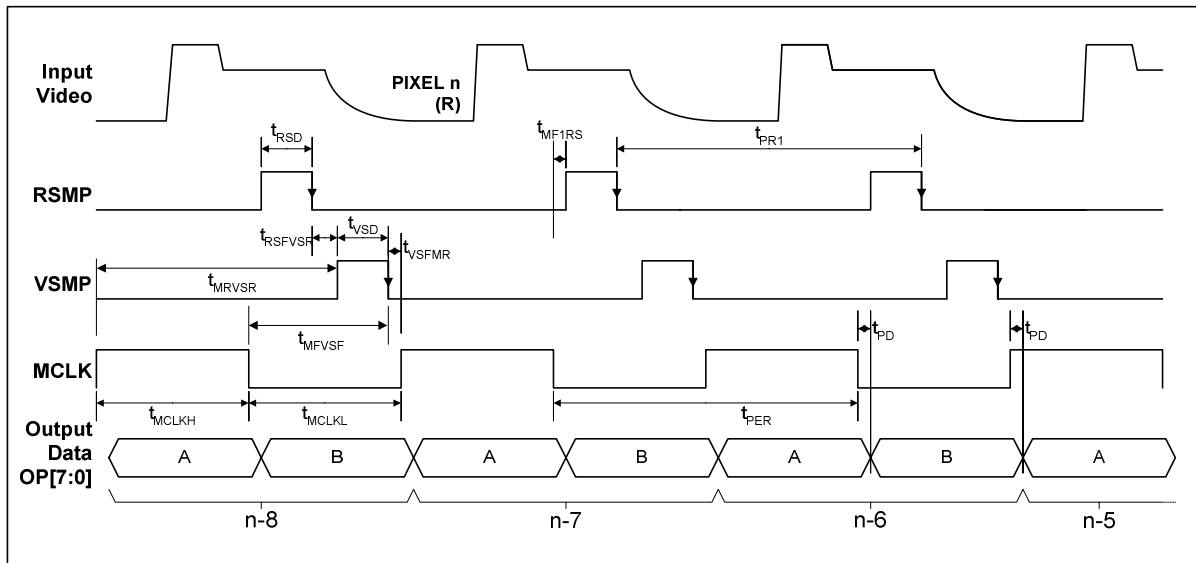 Input
Video
PIXEL n
(R)
tRSD
tMF1RS
tPR1
RSMP
tRSFVSR
tVSD
tVSFMR
tMRVSR
VSMP
tMFVSF
tPD
tPD
MCLK
tMCLKH
tMCLKL
tPER
Output
Data
OP[7:0]
A B A B A B A
n-8 n-7 n-6 n-5